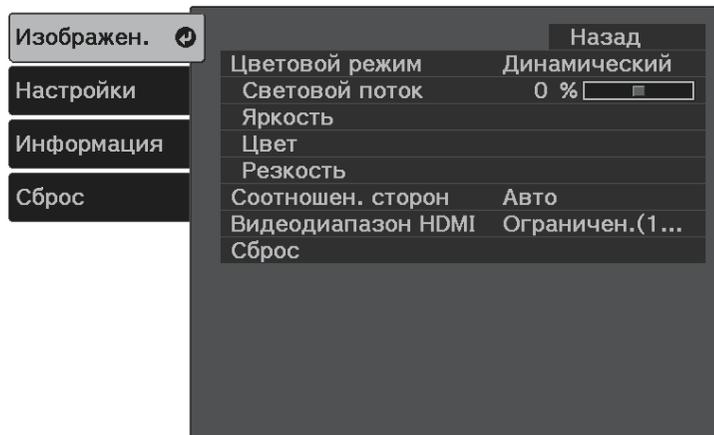 Изображен.
Настройки
Информация
Сброс
Назад
Цветовой режим Динамический
Световой поток 0 %
Яркость
Цвет
Резкость
Соотношен. сторон Авто
Видеодиапазон HDMI Ограничен.(1...
Сброс